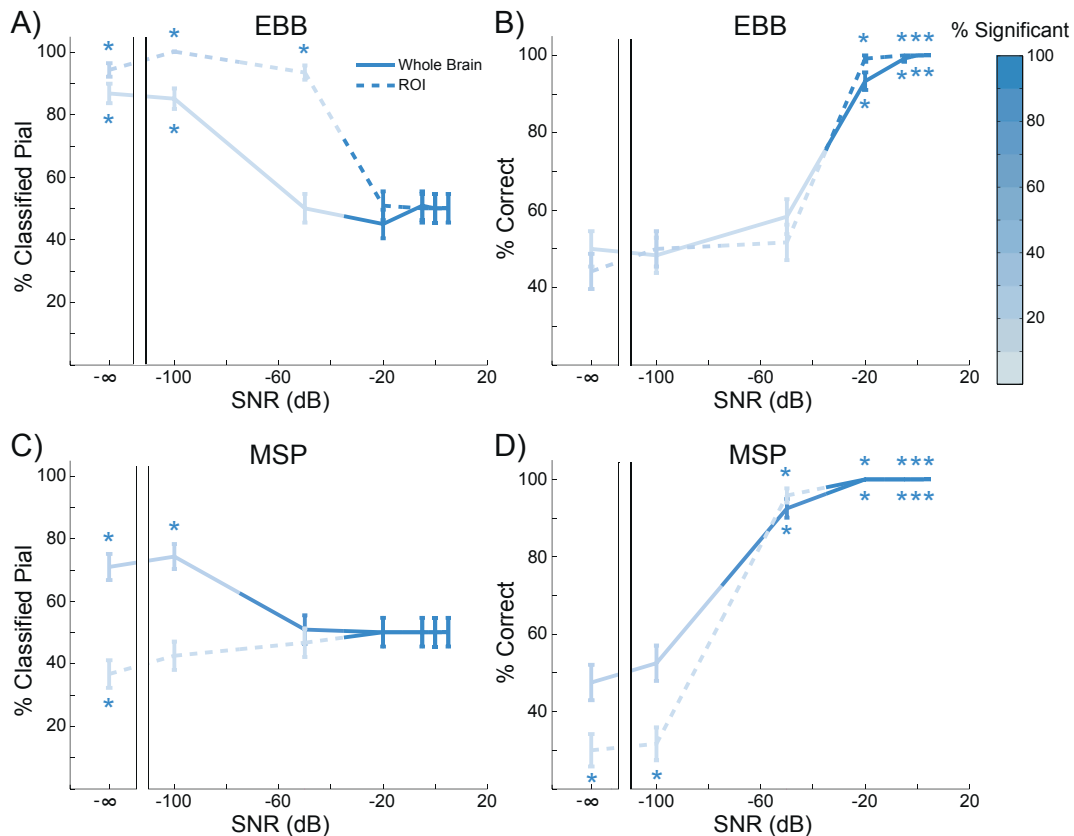 A)
EBB
% Classified Pial
100
80
60
40
20
-∞
-100
-60
-20
20
SNR (dB)
* * *
* *
Whole Brain
ROI
B)
EBB
% Correct
100
80
60
40
-∞
-100
-60
-20
20
SNR (dB)
* ***
* ***
% Significant
100
80
60
40
20
C)
MSP
% Classified Pial
100
80
60
40
20
-∞
-100
-60
-20
20
SNR (dB)
* *
*
D)
MSP
% Correct
100
80
60
40
-∞
-100
-60
-20
20
SNR (dB)
* * ***
* * * * ***